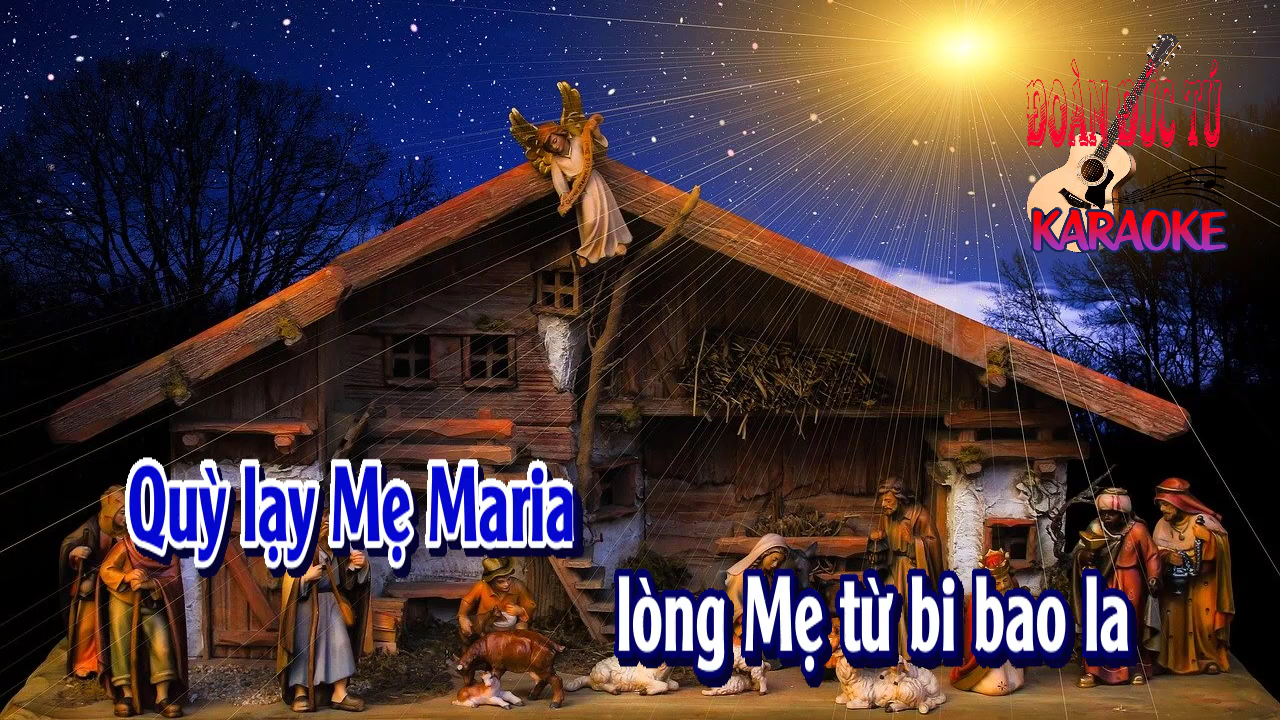 ĐOÀN ĐỨC TÚ
KARAOKE
Quỳ lạy Mẹ Maria
lòng Mẹ từ bi bao la